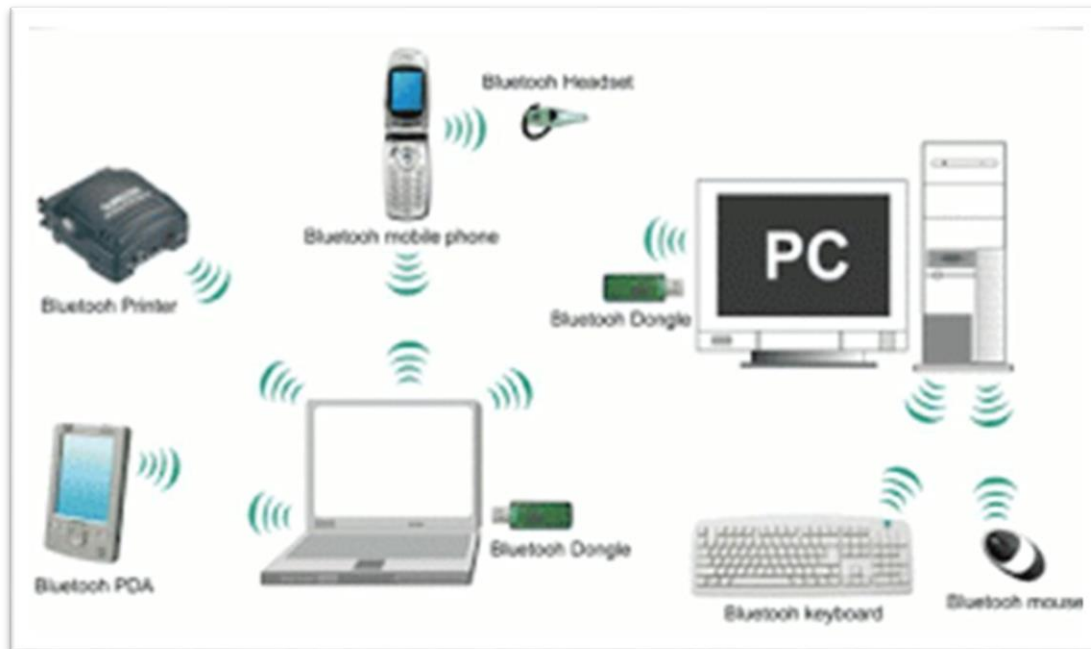 Bluetooh Headset
Bluetooh mobile phone
Bluetooh Printer
PC
Bluetooh Dongle
Bluetooh Dongle
Bluetooh PDA
Bluetooh keyboard
Bluetooh mouse